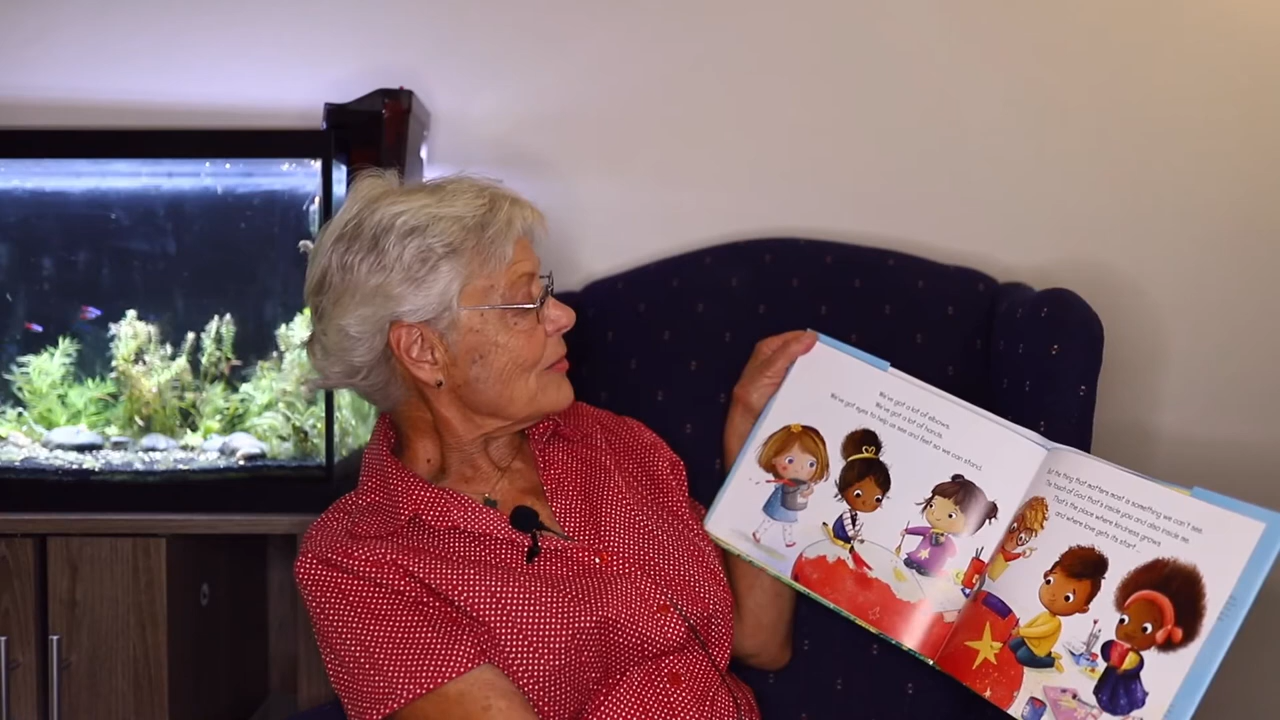 We've got a lot of elbows.
We've got a lot of hands.
We've got eyes to help us see and feet so we can stand.
But the thing that matters most is something we can't see.
The touch of God that's inside you and also inside me.
That's the place where kindness grows
and where love gets its start...